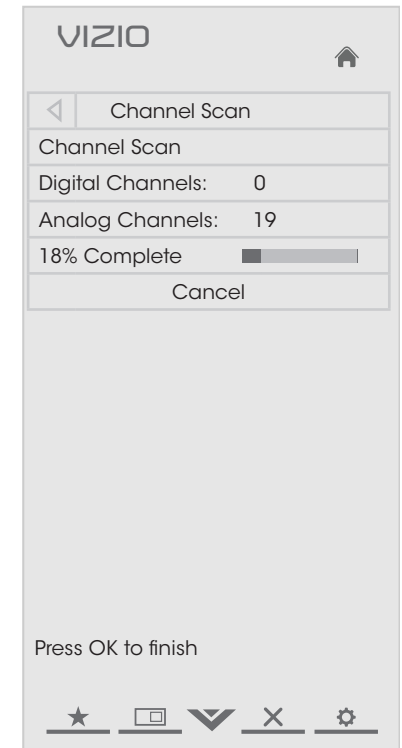 VIZIO
Channel Scan
Channel Scan
Digital Channels: 0
Analog Channels: 19
18% Complete
Cancel
Press OK to finish